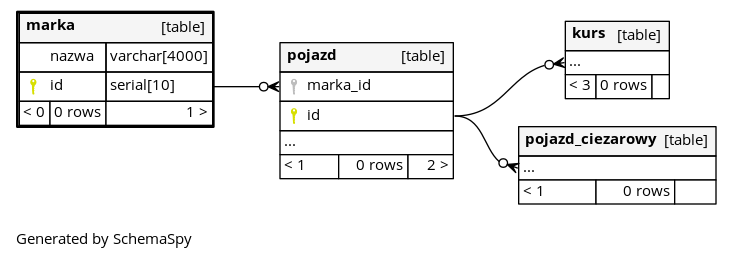 marka [table]
nazwa varchar[4000]
id serial[10]
< 0 0 rows 1 >
pojazd [table]
marka_id
id
...
< 1 0 rows 2 >
kurs [table]
...
< 3 0 rows
pojazd_ciezarowy [table]
...
< 1 0 rows
Generated by SchemaSpy